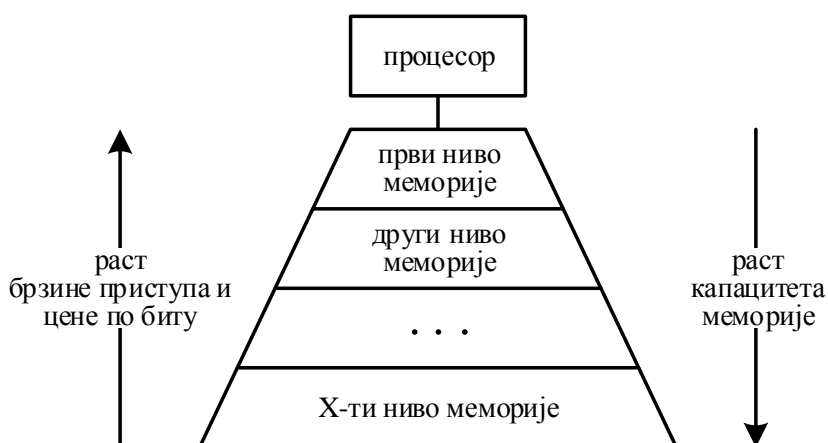 процесор
први ниво
меморије
други ниво
меморије
. . .
X-ти ниво меморије
раст
брзине приступа и
цене по биту
раст
капацитета
меморије